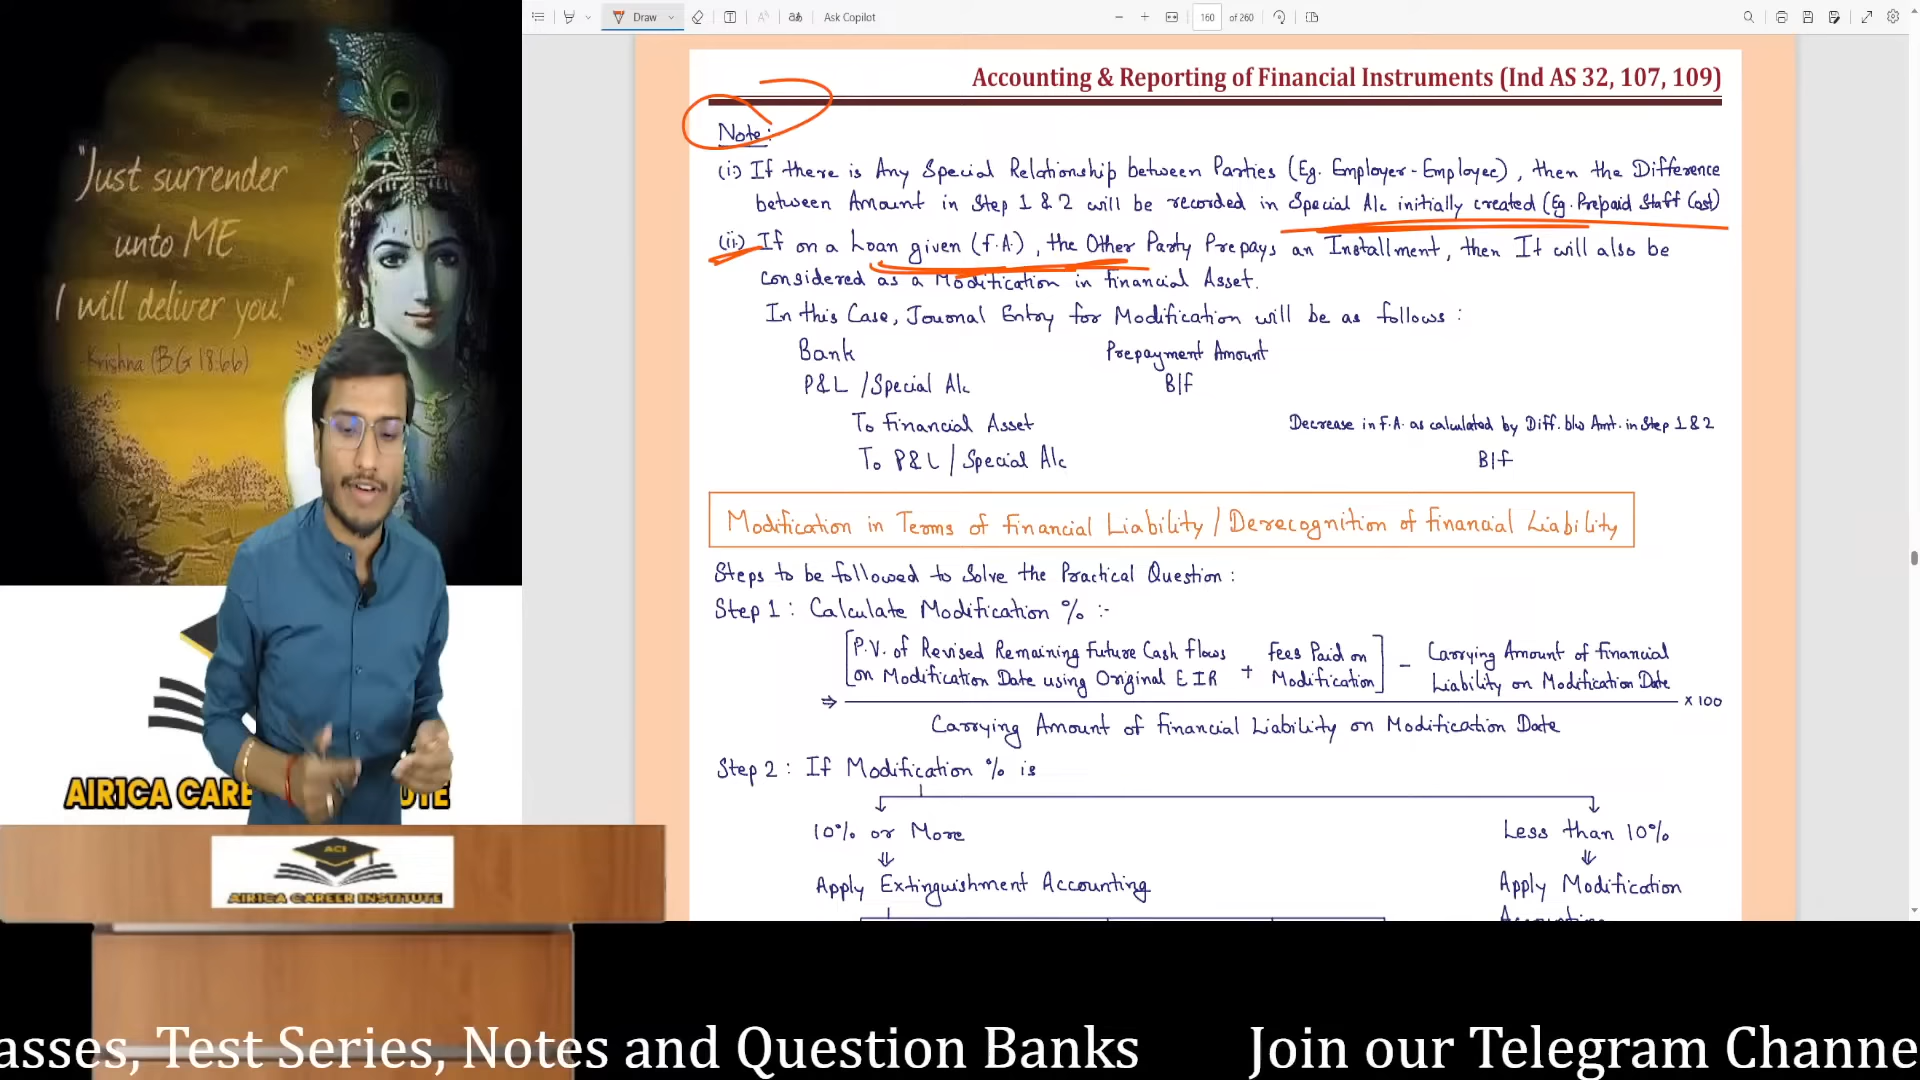 "Just surrender
unto ME
I will deliver you!"
-Krishna (B.G 18:66)
Draw
Ask Copilot
160 of 260
Accounting & Reporting of Financial Instruments (Ind AS 32, 107, 109)
Note:
(i) If there is Any Special Relationship between Parties (Eg. Employer-Employee), then the Difference
between Amount in Step 1 & 2 will be recorded in Special A/c initially created (Eg. Prepaid Staff Cost)
(ii) If on a Loan given (F.A.), the Other Party Prepays an Installment, then It will also be
considered as a Modification in Financial Asset.
In this Case, Journal Entry for Modification will be as follows:
Bank Prepayment Amount
P&L / Special A/c B/f
To Financial Asset Decrease in F.A. as calculated by Diff. b/w Amt. in Step 1 & 2
To P&L / Special A/c B/f
Modification in Terms of Financial Liability / Derecognition of Financial Liability
Steps to be followed to Solve the Practical Question:
Step 1: Calculate Modification % :-
[P.V. of Revised Remaining Future Cash Flows on Modification Date using Original EIR + Fees Paid on Modification] - Carrying Amount of Financial Liability on Modification Date
⇒ x 100
Carrying Amount of Financial Liability on Modification Date
Step 2: If Modification % is
10% or More Less than 10%
Apply Extinguishment Accounting Apply Modification
Accounting
AIR1CA CARE UTE
ACI
AIR1CA CAREER INSTITUTE
asses, Test Series, Notes and Question Banks Join our Telegram Channe